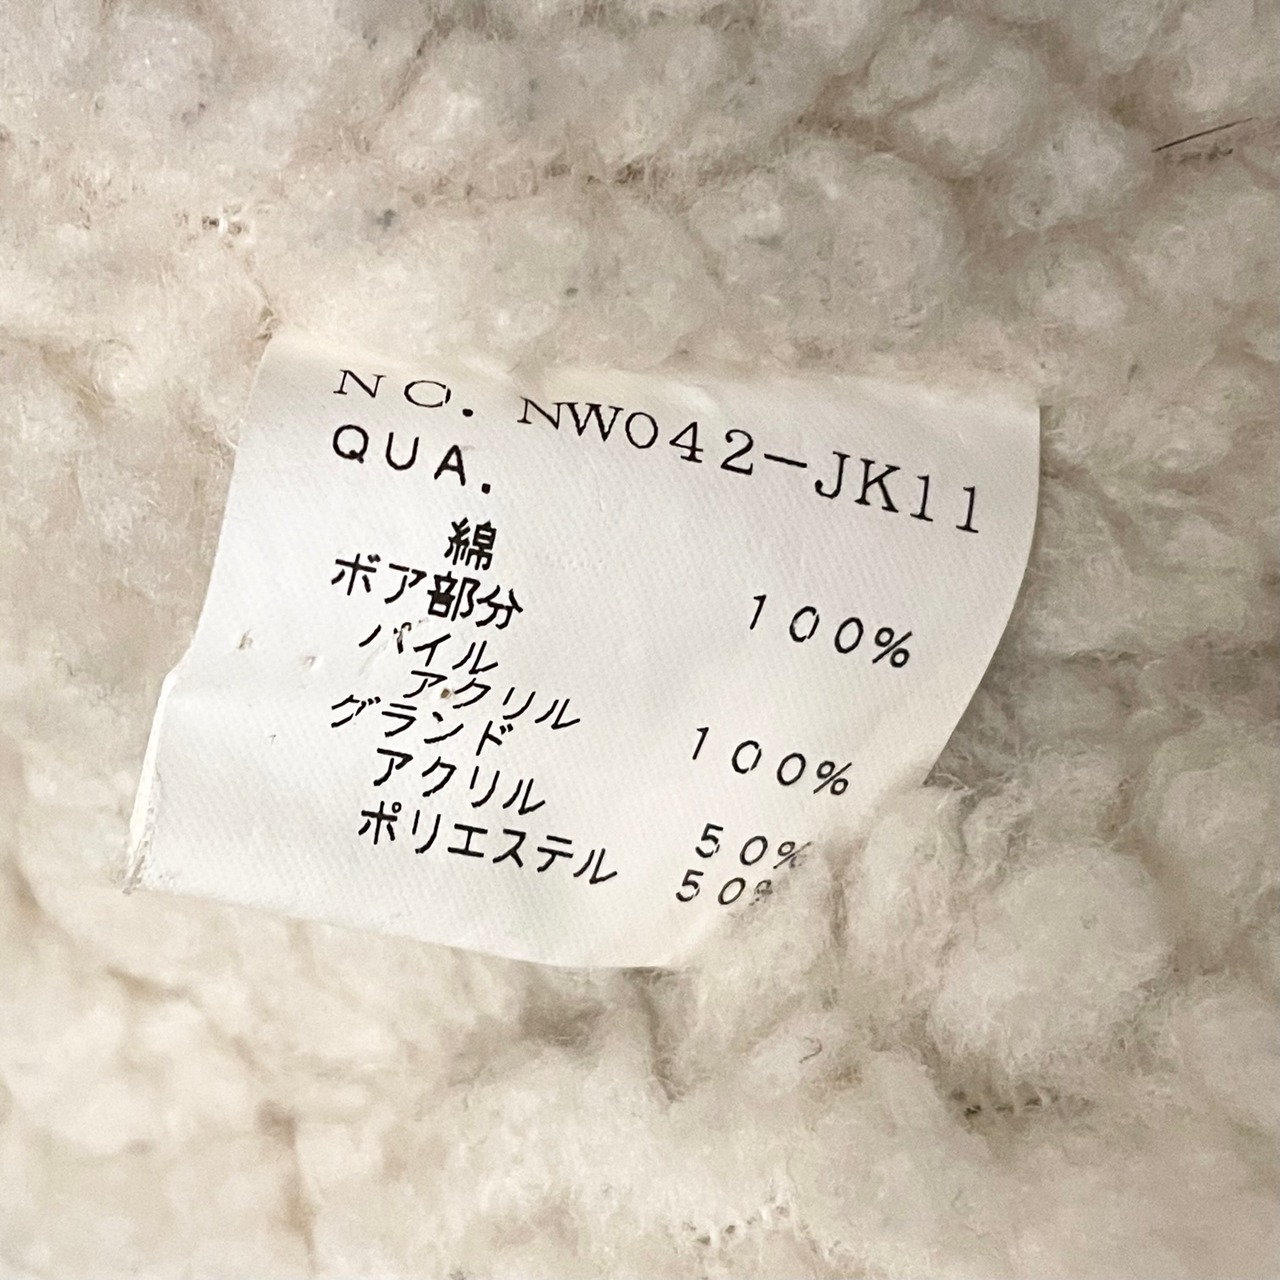 NO. NW042-JK11
QUA.
綿 100%
ボア部分
パイル
アクリル 100%
グランド
アクリル 50%
ポリエステル 50%